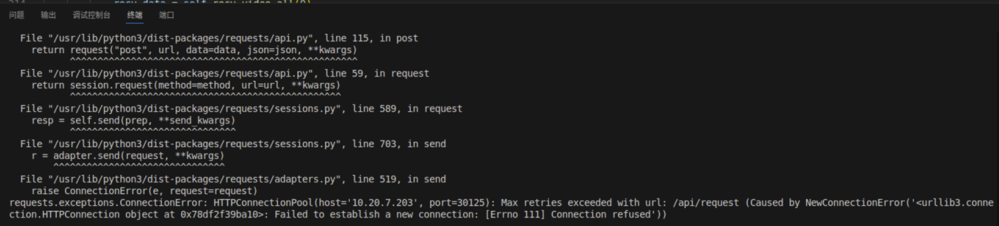 问题 输出 调试控制台 终端 端口
File "/usr/lib/python3/dist-packages/requests/api.py", line 115, in post
return request("post", url, data=data, json=json, **kwargs)
^^^^^^^^^^^^^^^^^^^^^^^^^^^^^^^^^^^^^^^^^^^^^^^^^^^^
File "/usr/lib/python3/dist-packages/requests/api.py", line 59, in request
return session.request(method=method, url=url, **kwargs)
^^^^^^^^^^^^^^^^^^^^^^^^^^^^^^^^^^^^^^^^^^^^^^^^^
File "/usr/lib/python3/dist-packages/requests/sessions.py", line 589, in request
resp = self.send(prep, **send_kwargs)
^^^^^^^^^^^^^^^^^^^^^^^^^^^^^^
File "/usr/lib/python3/dist-packages/requests/sessions.py", line 703, in send
r = adapter.send(request, **kwargs)
^^^^^^^^^^^^^^^^^^^^^^^^^^^^^^^
File "/usr/lib/python3/dist-packages/requests/adapters.py", line 519, in send
raise ConnectionError(e, request=request)
requests.exceptions.ConnectionError: HTTPConnectionPool(host='10.20.7.203', port=30125): Max retries exceeded with url: /api/request (Caused by NewConnectionError('<urllib3.conne
ction.HTTPConnection object at 0x78df2f39ba10>: Failed to establish a new connection: [Errno 111] Connection refused'))